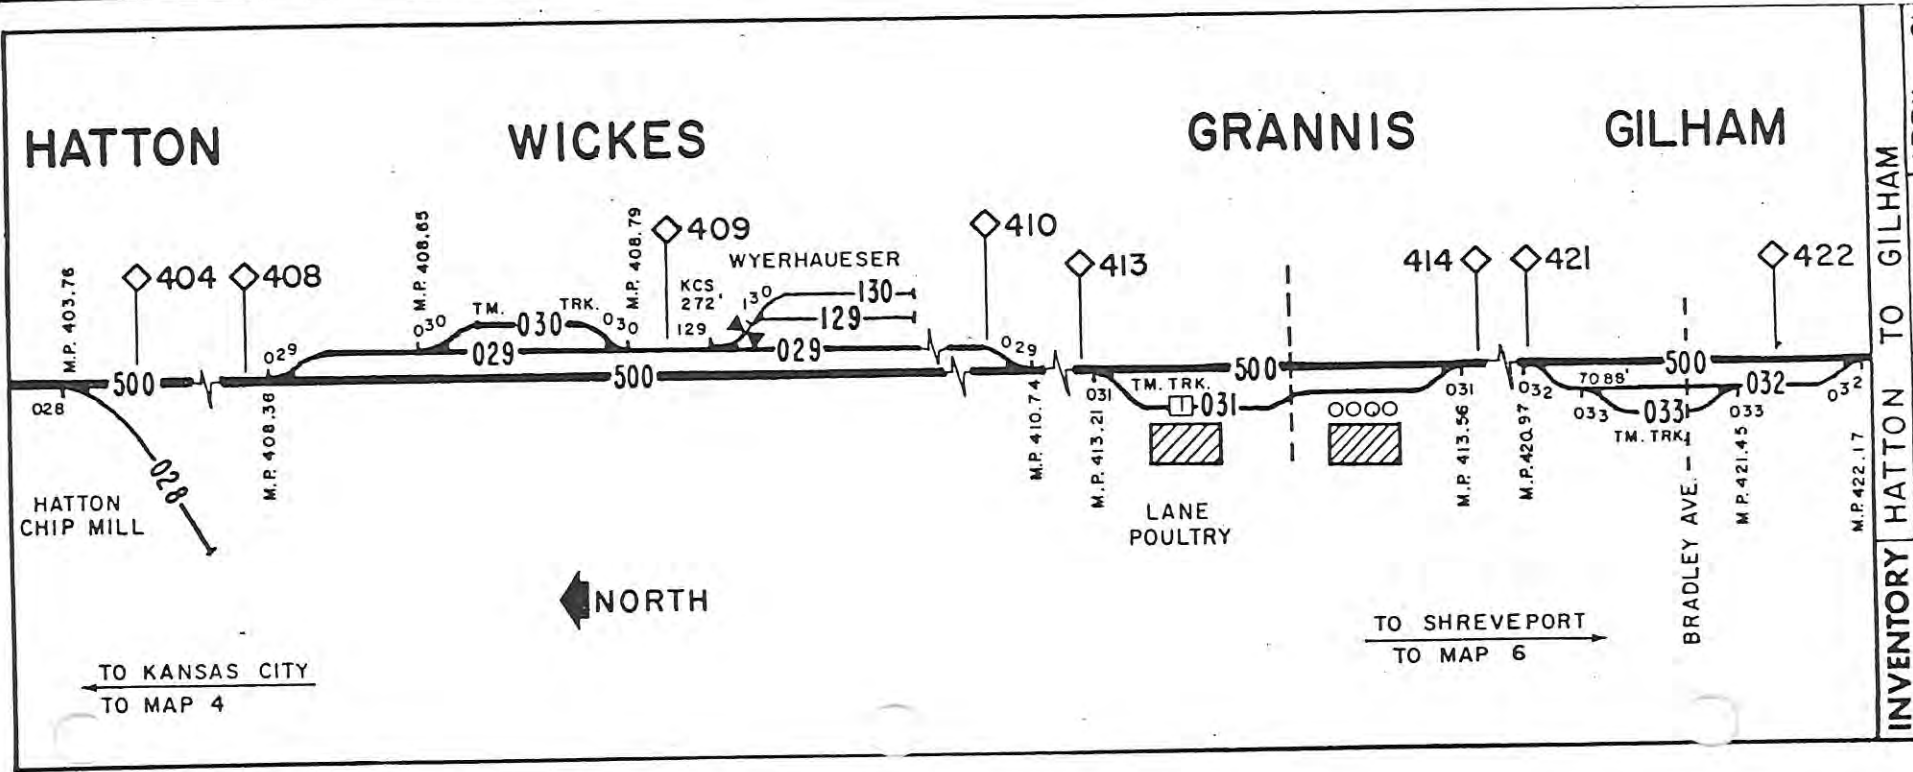 HATTON
WICKES
GRANNIS
GILHAM
M.P. 403.76
404
408
M.P. 408.65
M.P. 408.79
409
410
413
414
421
422
WYERHAUESER
KCS
272'
130
130
129
129
TM.
030
TRK.
030
030
029
029
029
029
500
500
500
500
028
028
M.P. 408.36
M.P. 410.74
031
TM. TRK.
031
031
M.P. 413.21
M.P. 413.56
M.P. 420.97
032
7088'
032
032
033
033
033
TM. TRK.
M.P. 421.45
M.P. 422.17
BRADLEY AVE.
HATTON
CHIP MILL
LANE
POULTRY
NORTH
TO KANSAS CITY
TO MAP 4
TO SHREVEPORT
TO MAP 6
INVENTORY
HATTON TO GILHAM